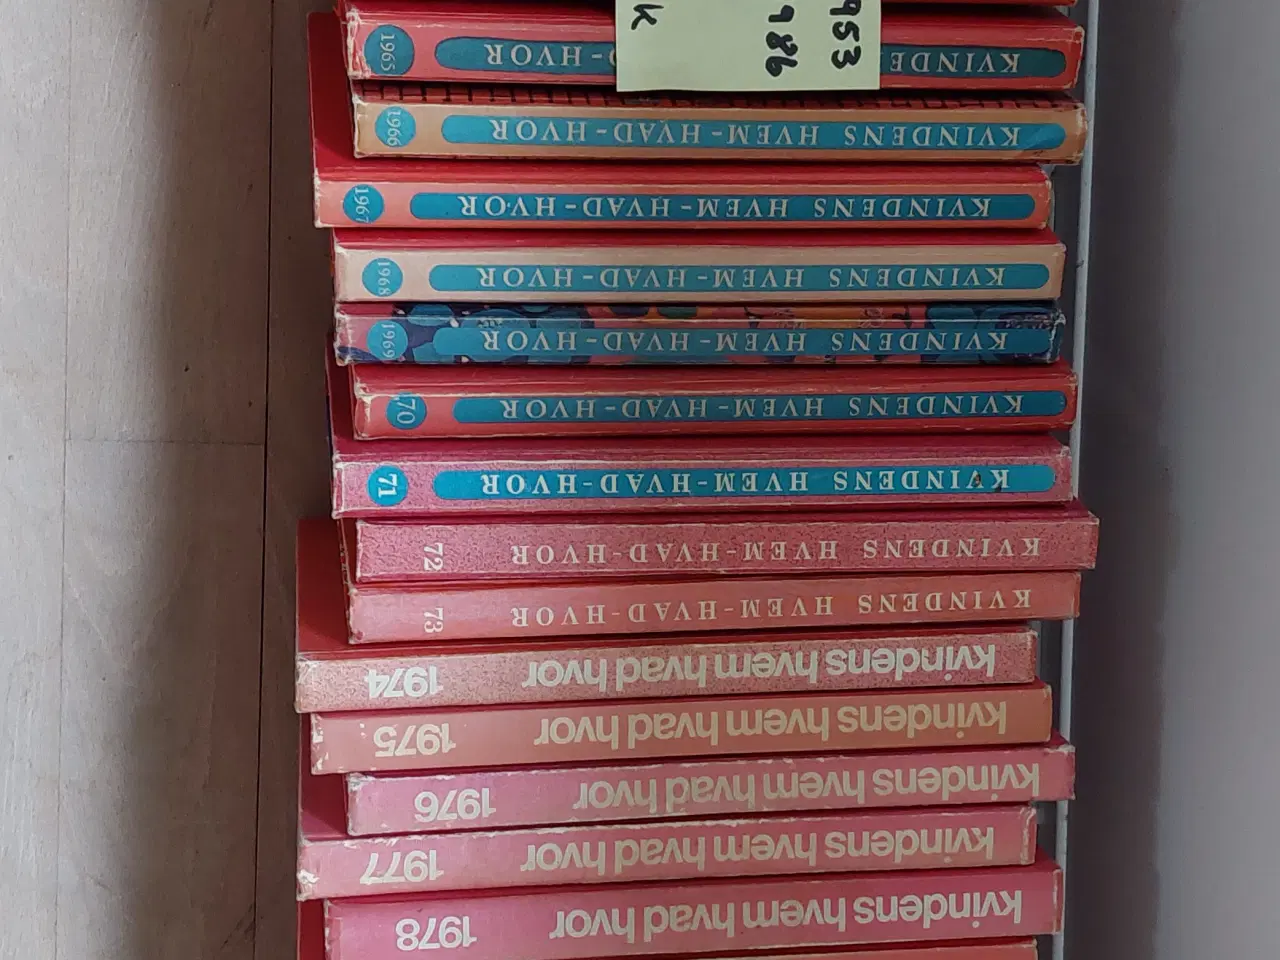 953
986
k
KVINDE D-HVOR 1965
KVINDENS HVEM-HVAD-HVOR 1966
KVINDENS HVEM-HVAD-HVOR 1967
KVINDENS HVEM-HVAD-HVOR 1968
KVINDENS HVEM-HVAD-HVOR 1969
KVINDENS HVEM-HVAD-HVOR 70
KVINDENS HVEM-HVAD-HVOR 71
KVINDENS HVEM-HVAD-HVOR 72
KVINDENS HVEM-HVAD-HVOR 73
kvindens hvem hvad hvor 1974
kvindens hvem hvad hvor 1975
kvindens hvem hvad hvor 1976
kvindens hvem hvad hvor 1977
kvindens hvem hvad hvor 1978